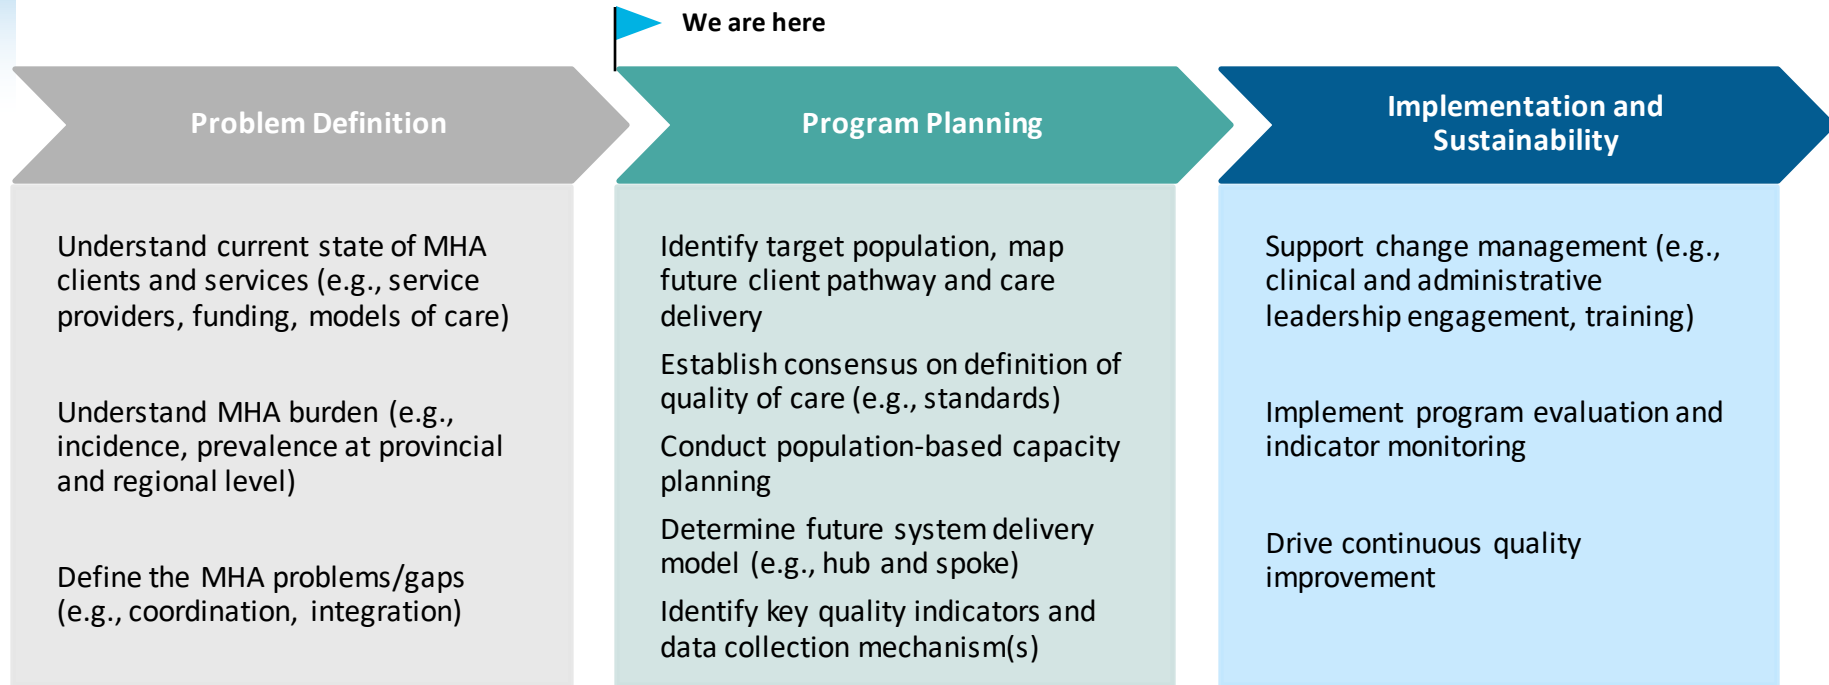 We are here
Problem Definition
Understand current state of MHA
clients and services (e.g., service
providers, funding, models of care)
Understand MHA burden (e.g.,
incidence, prevalence at provincial
and regional level)
Define the MHA problems/gaps
(e.g., coordination, integration)
Program Planning
Identify target population, map
future client pathway and care
delivery
Establish consensus on definition of
quality of care (e.g., standards)
Conduct population-based capacity
planning
Determine future system delivery
model (e.g., hub and spoke)
Identify key quality indicators and
data collection mechanism(s)
Implementation and
Sustainability
Support change management (e.g.,
clinical and administrative
leadership engagement, training)
Implement program evaluation and
indicator monitoring
Drive continuous quality
improvement